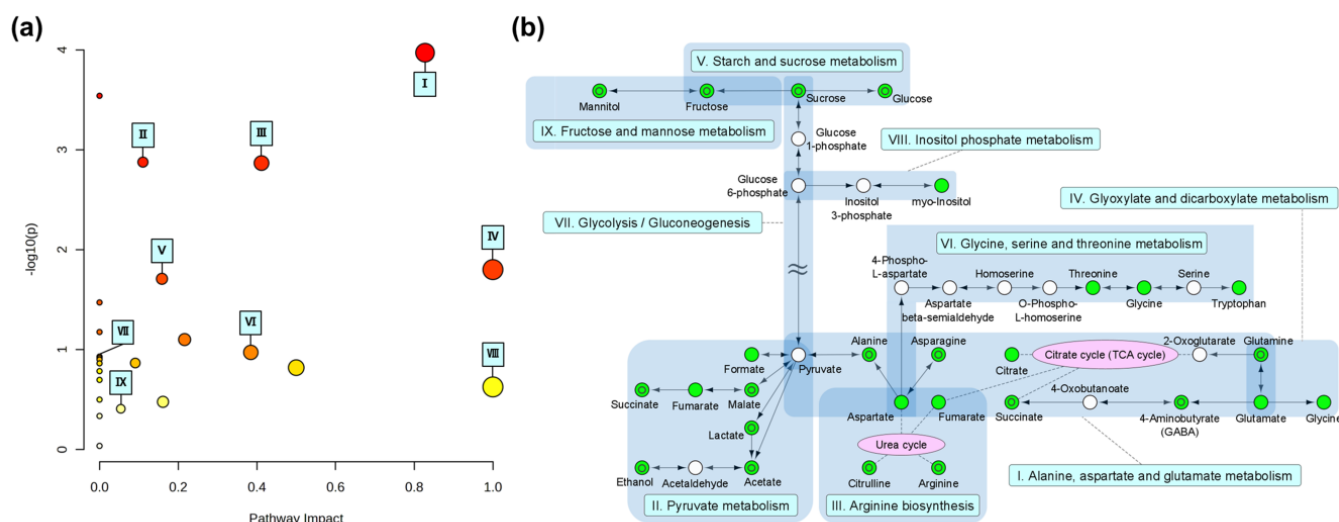 (a)
-log10(p)
4
3
2
1
0
0.0
0.2
0.4
0.6
0.8
1.0
Pathway Impact
I
II
III
IV
V
VI
VII
VIII
IX
(b)
V. Starch and sucrose metabolism
Mannitol
Fructose
Sucrose
Glucose
IX. Fructose and mannose metabolism
Glucose
1-phosphate
VIII. Inositol phosphate metabolism
Glucose
6-phosphate
Inositol
3-phosphate
myo-Inositol
IV. Glyoxylate and dicarboxylate metabolism
VII. Glycolysis / Gluconeogenesis
VI. Glycine, serine and threonine metabolism
4-Phospho-
L-aspartate
Homoserine
Threonine
Serine
Aspartate
beta-semialdehyde
O-Phospho-
L-homoserine
Glycine
Tryptophan
Formate
Pyruvate
Alanine
Asparagine
Citrate
Citrate cycle (TCA cycle)
2-Oxoglutarate
Glutamine
Succinate
Fumarate
Malate
Aspartate
Fumarate
Succinate
4-Oxobutanoate
4-Aminobutyrate
(GABA)
Glutamate
Glycine
Lactate
Urea cycle
Ethanol
Acetaldehyde
Acetate
Citrulline
Arginine
I. Alanine, aspartate and glutamate metabolism
II. Pyruvate metabolism
III. Arginine biosynthesis